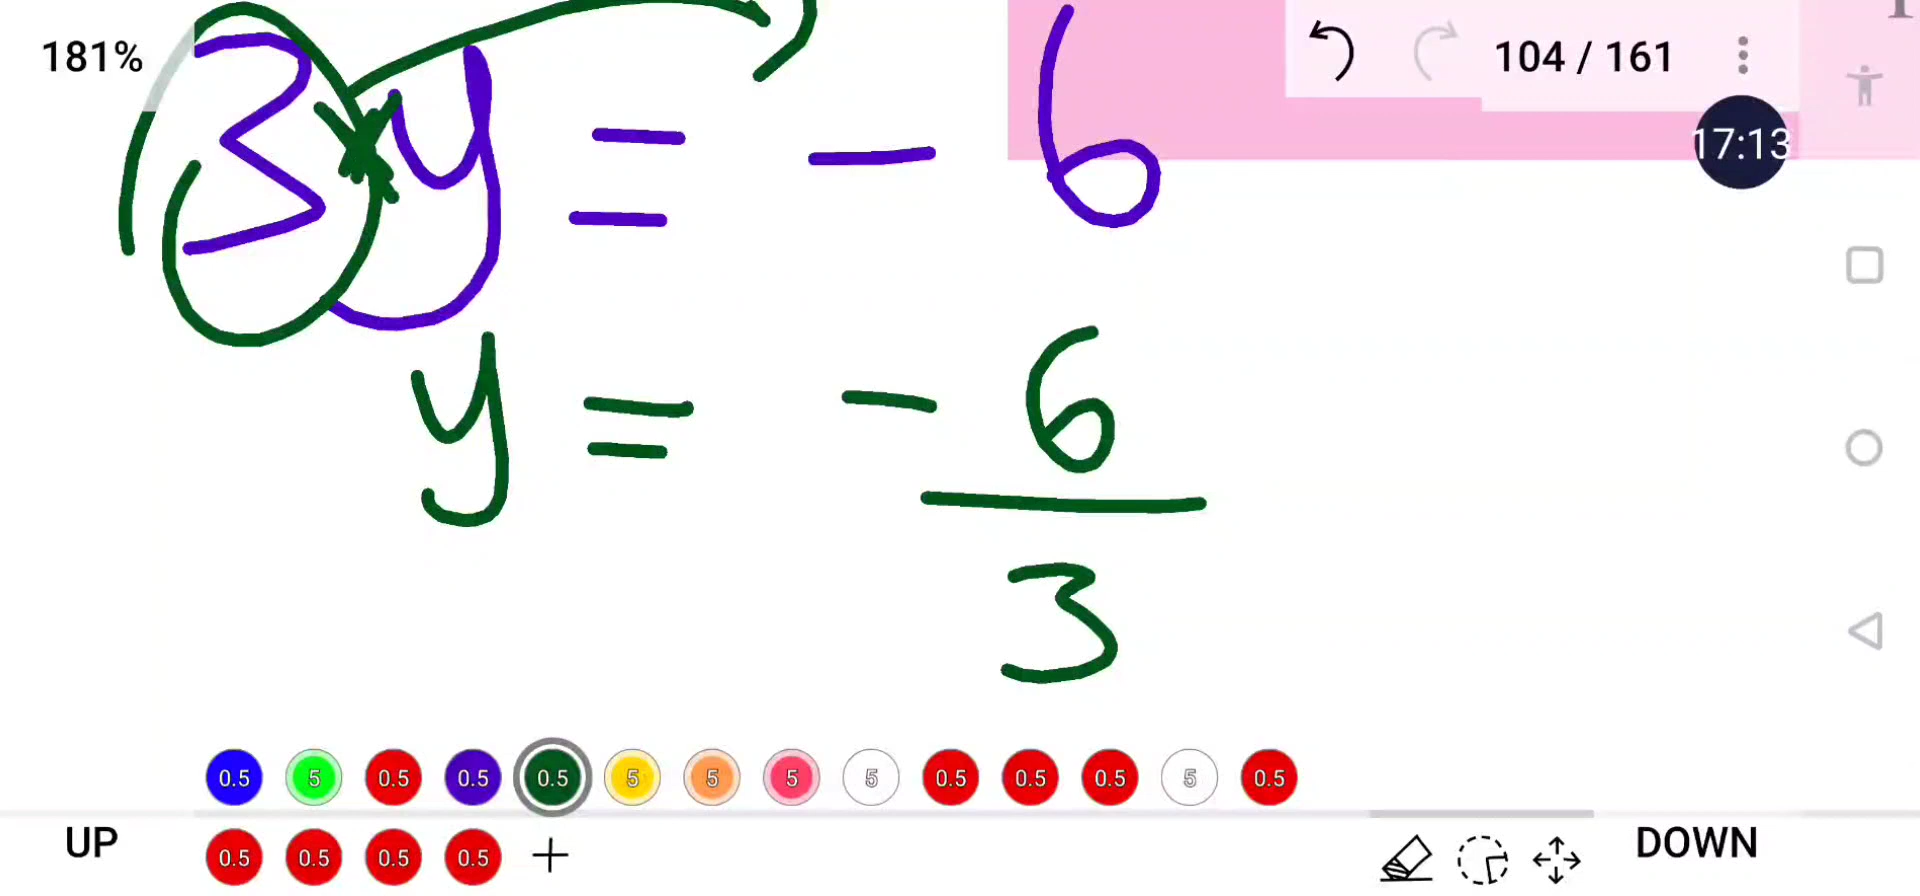 181%
104 / 161
17:13
3 × y = - 6
y = - 6
3
0.5 5 0.5 0.5 0.5 5 5 5 5 0.5 0.5 0.5 5 0.5
UP 0.5 0.5 0.5 0.5 + DOWN